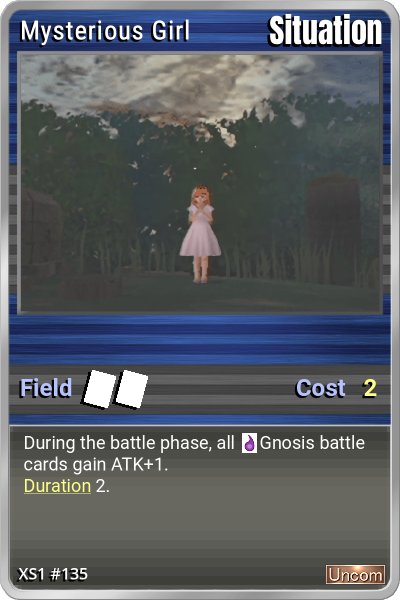 Mysterious Girl
Situation
Field
Cost 2
During the battle phase, all Gnosis battle
cards gain ATK+1.
Duration 2.
XS1 #135
Uncom